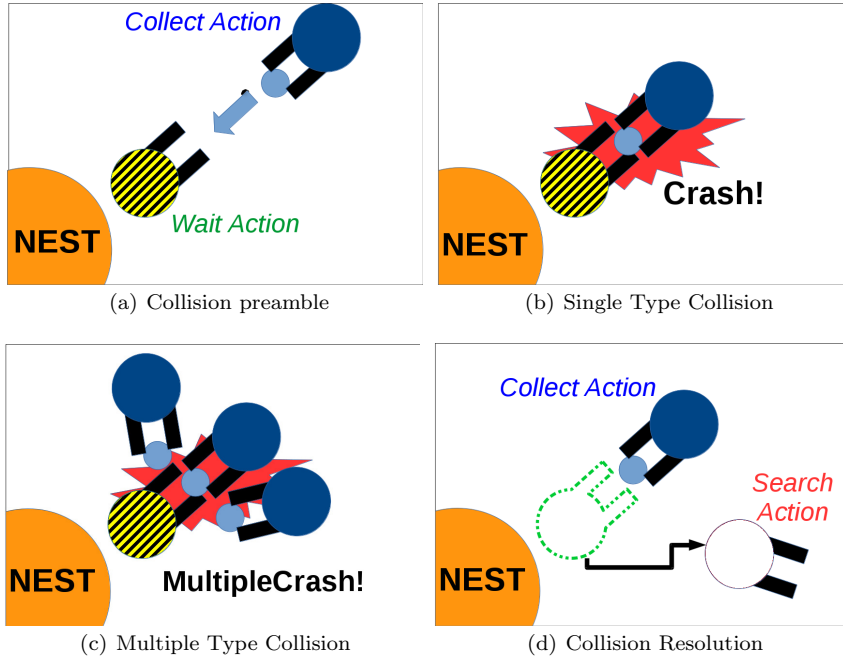 Collect Action
Wait Action
NEST
(a) Collision preamble
Crash!
NEST
(b) Single Type Collision
NEST
MultipleCrash!
(c) Multiple Type Collision
Collect Action
Search
Action
NEST
(d) Collision Resolution